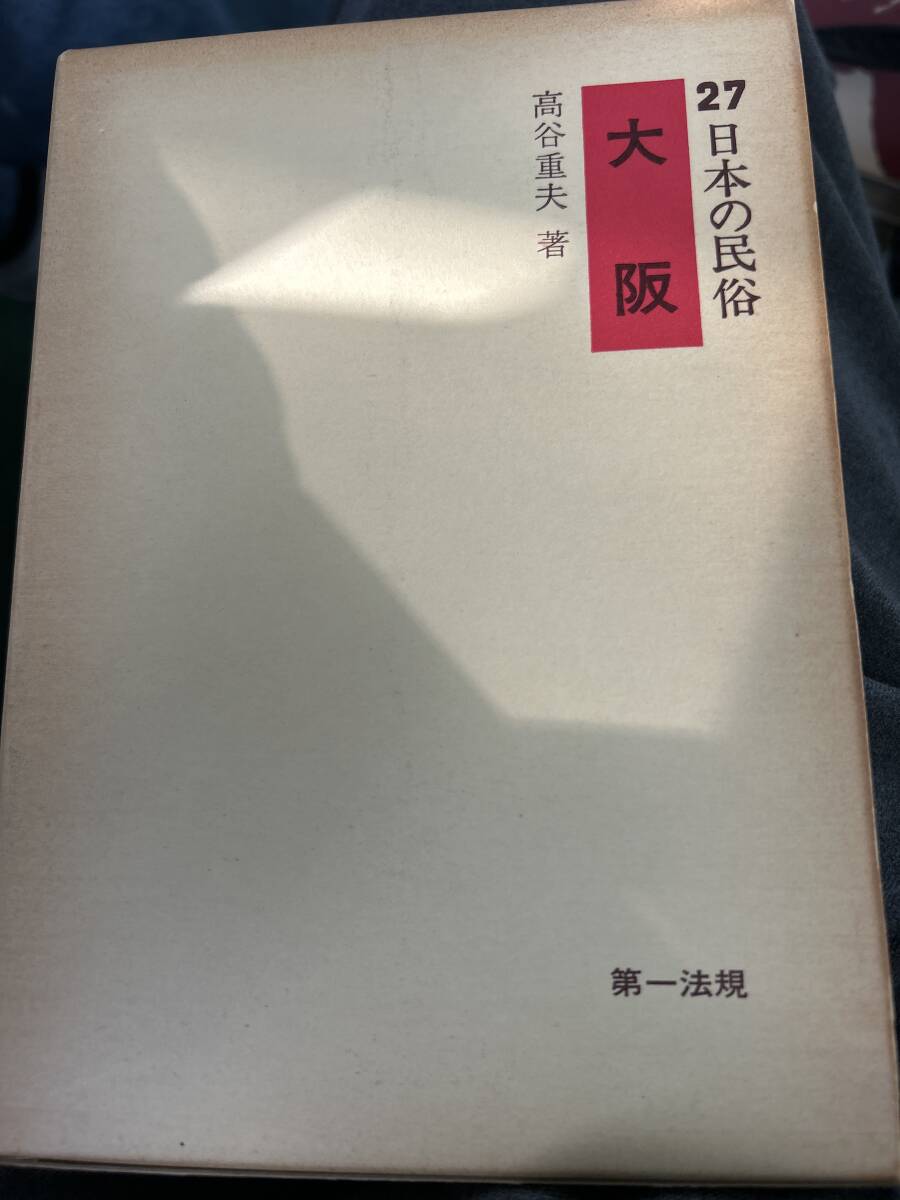 27 日本の民俗
大阪
高谷重夫 著
第一法規